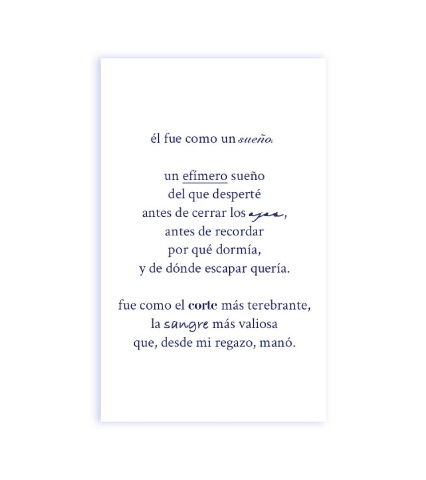 él fue como un sueño.
un efímero sueño
del que desperté
antes de cerrar los ojos,
antes de recordar
por qué dormía,
y de dónde escapar quería.
fue como el corte más terebrante,
la sangre más valiosa
que, desde mi regazo, manó.